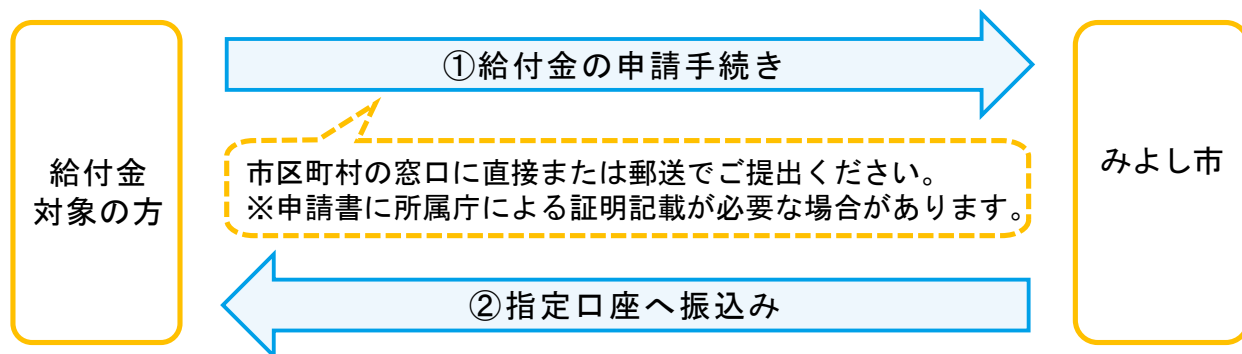 ①給付金の申請手続き
給付金
対象の方
市区町村の窓口に直接または郵送でご提出ください。
※申請書に所属庁による証明記載が必要な場合があります。
みよし市
②指定口座へ振込み